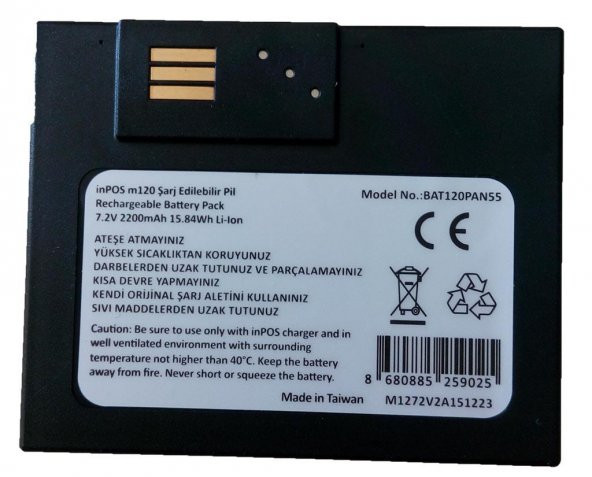 inPOS m120 Şarj Edilebilir Pil
Rechargeable Battery Pack
7.2V 2200mAh 15.84Wh Li-Ion
Model No.:BAT120PAN55
CE
ATEŞE ATMAYINIZ
YÜKSEK SICAKLIKTAN KORUYUNUZ
DARBELERDEN UZAK TUTUNUZ VE PARÇALAMAYINIZ
KISA DEVRE YAPMAYINIZ
KENDİ ORİJİNAL ŞARJ ALETİNİ KULLANINIZ
SIVI MADDELERDEN UZAK TUTUNUZ
Caution: Be sure to use only with inPOS charger and in
well ventilated environment with surrounding
temperature not higher than 40°C. Keep the battery
away from fire. Never short or squeeze the battery.
8 680885 259025
Made in Taiwan
M1272V2A151223